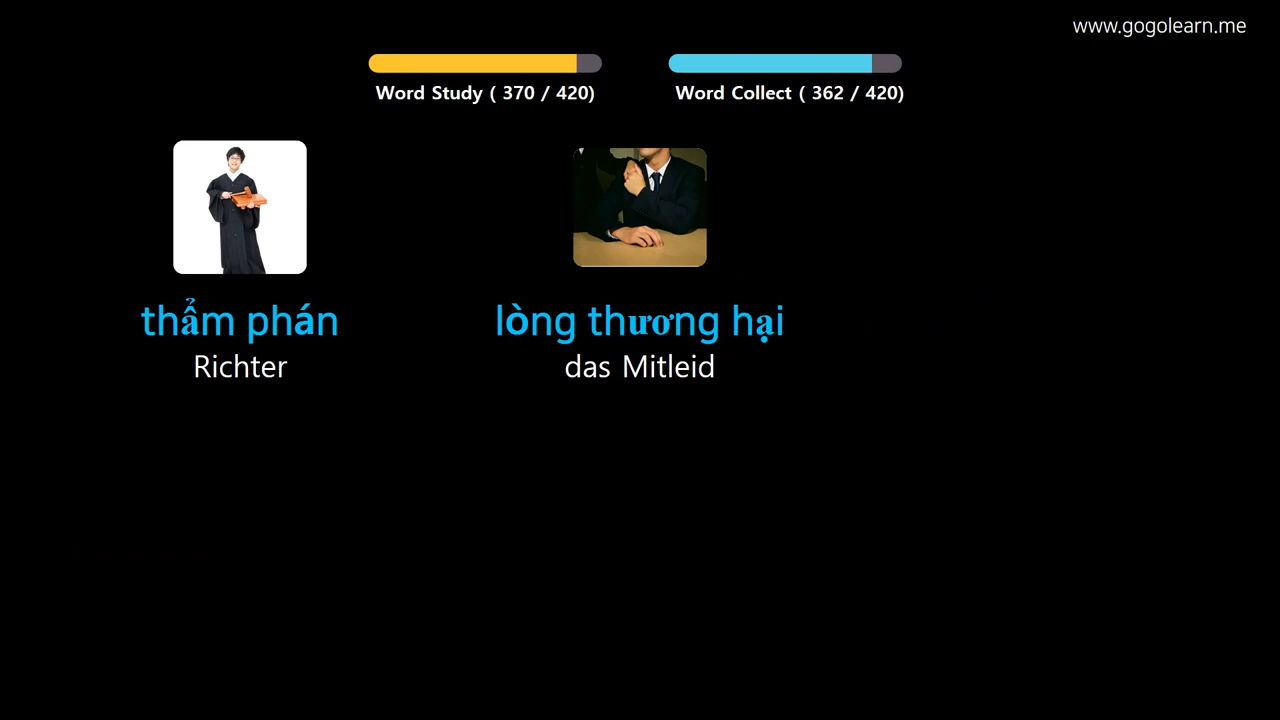 www.gogolearn.me
Word Study ( 370 / 420)
Word Collect ( 362 / 420)
thẩm phán
Richter
lòng thương hại
das Mitleid